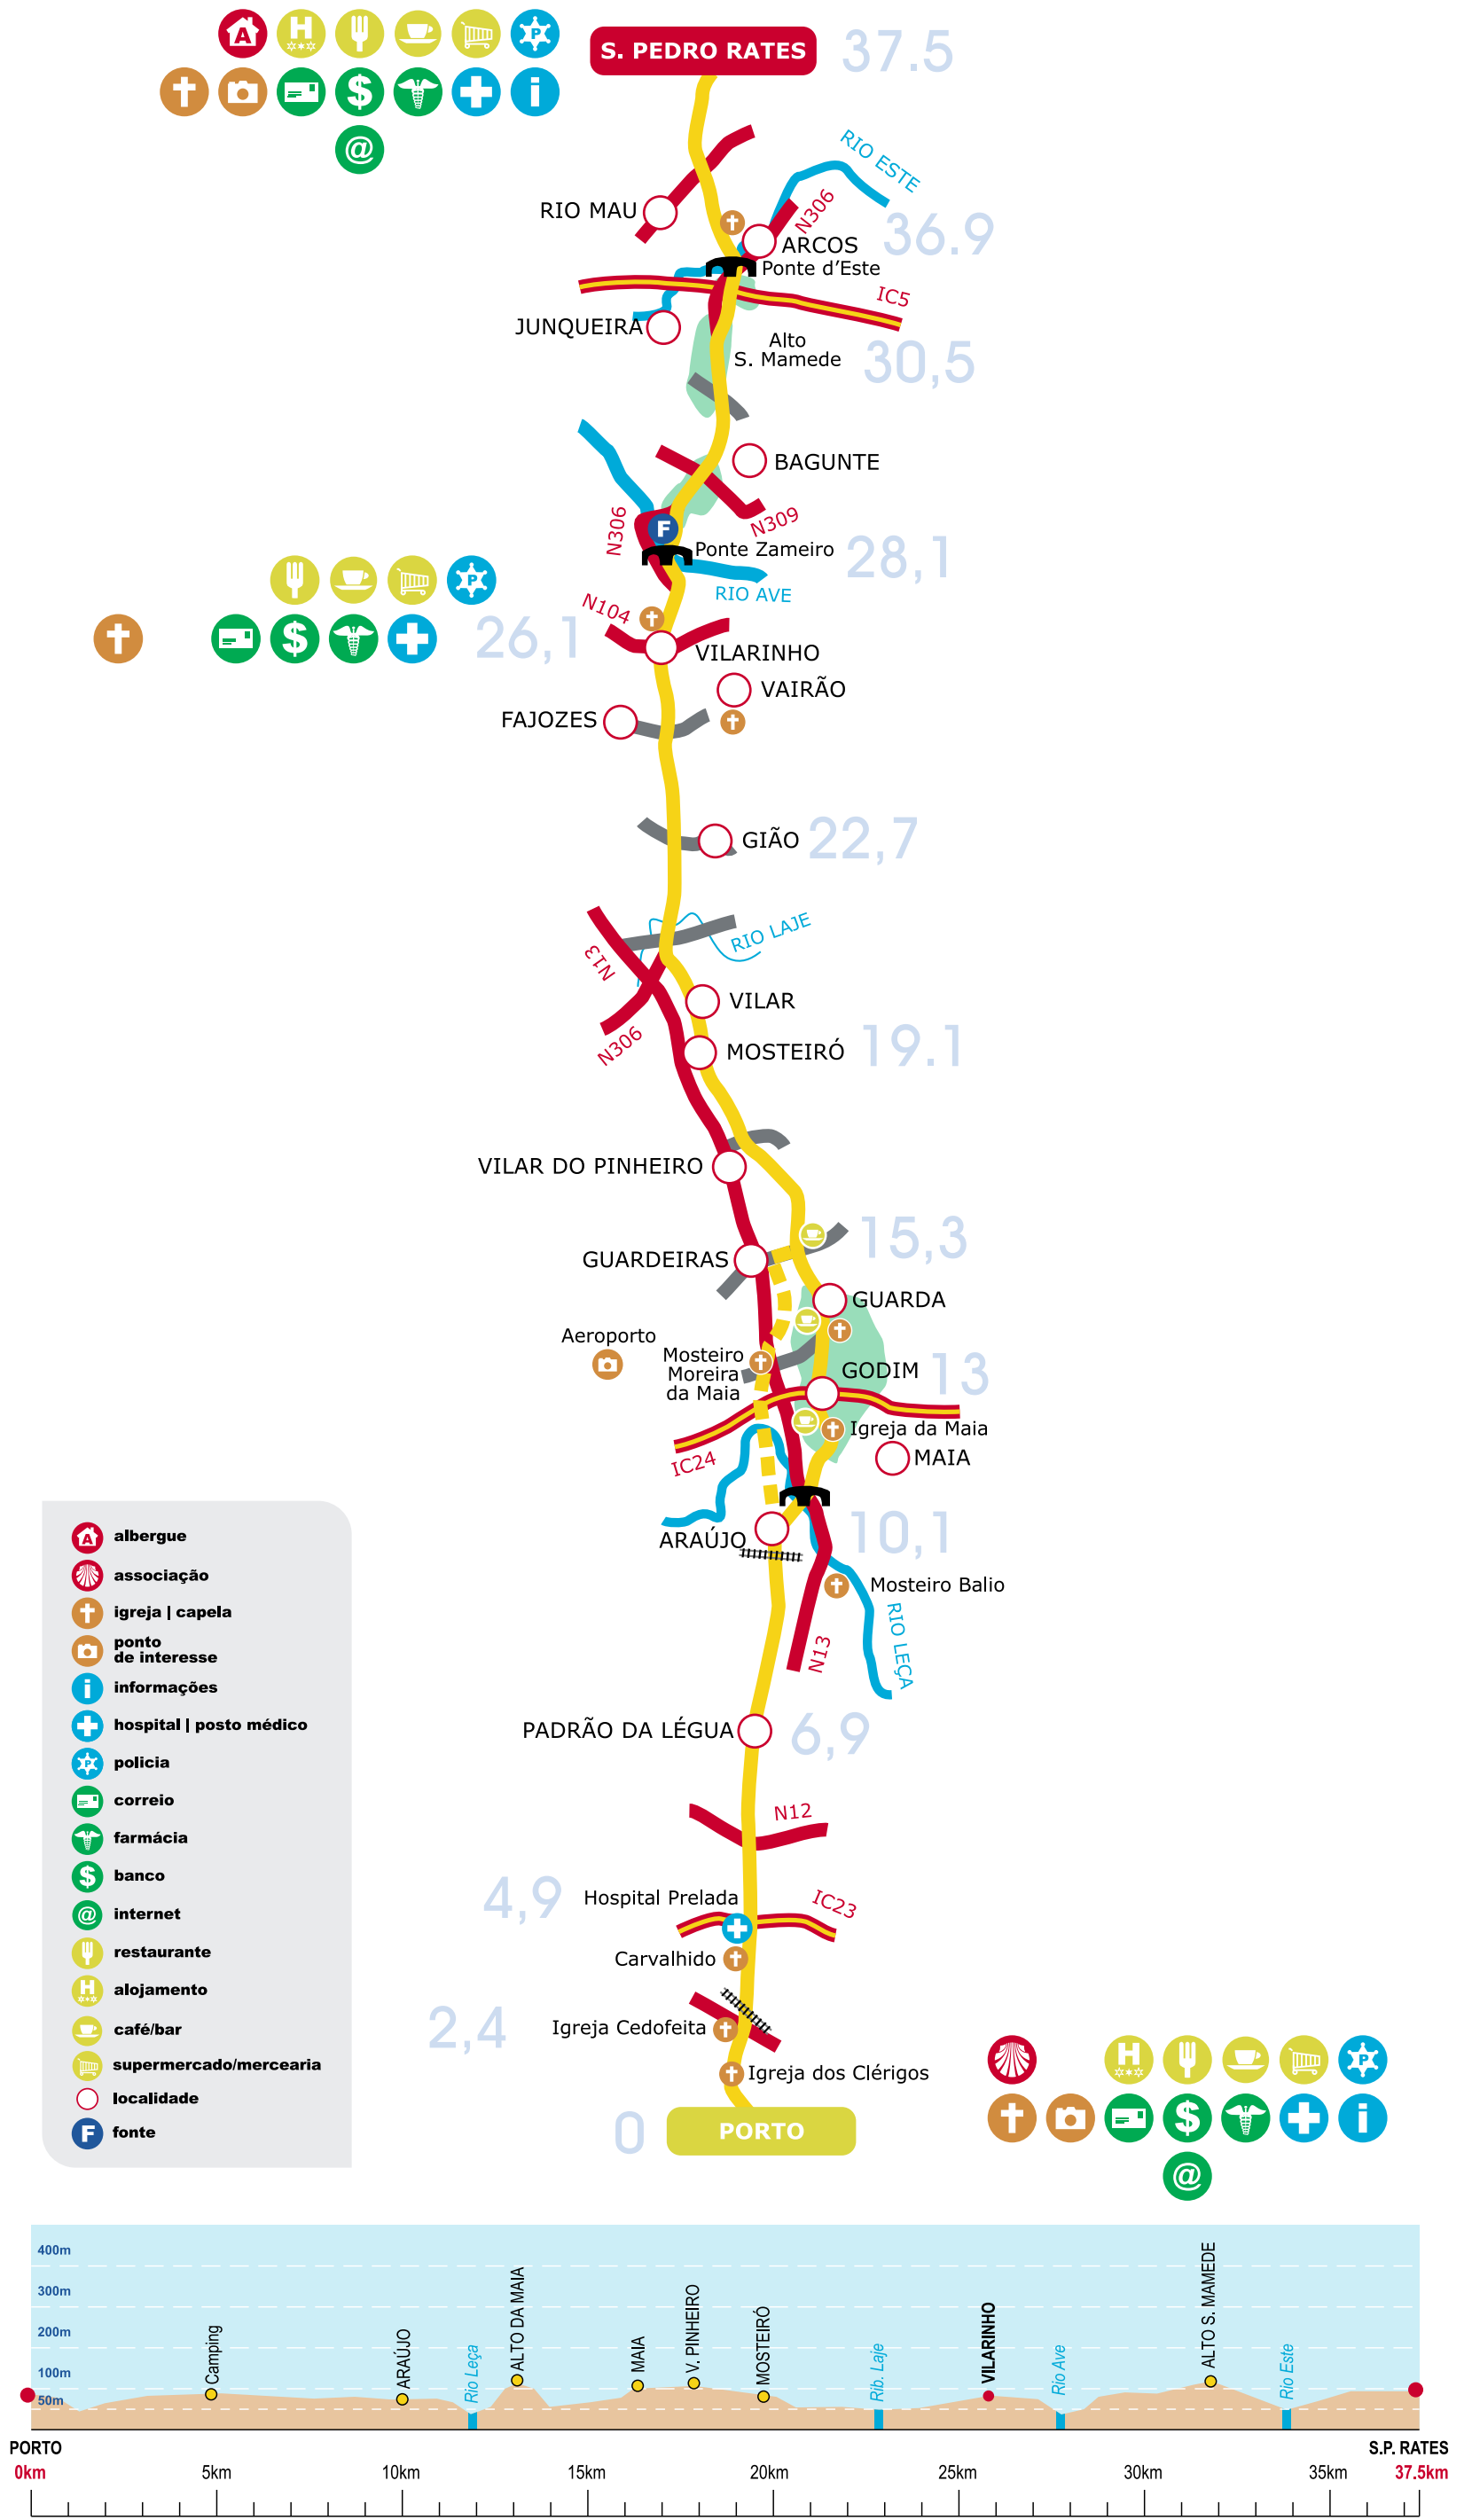 S. PEDRO RATES
37.5
RIO ESTE
RIO MAU
N306
36.9
ARCOS
Ponte d’Este
IC5
JUNQUEIRA
Alto
S. Mamede
30,5
BAGUNTE
N306
N309
Ponte Zameiro
28,1
RIO AVE
N104
26,1
VILARINHO
VAIRÃO
FAJOZES
GIÃO
22,7
RIO LAJE
N13
VILAR
N306
MOSTEIRÓ
19.1
VILAR DO PINHEIRO
15,3
GUARDEIRAS
GUARDA
Aeroporto
Mosteiro
Moreira
da Maia
GODIM
13
Igreja da Maia
IC24
MAIA
ARAÚJO
10,1
Mosteiro Balio
RIO LEÇA
N13
PADRÃO DA LÉGUA
6,9
N12
4,9
Hospital Prelada
IC23
Carvalhido
2,4
Igreja Cedofeita
Igreja dos Clérigos
0
PORTO
albergue
associação
igreja | capela
ponto
de interesse
informações
hospital | posto médico
policia
correio
farmácia
banco
internet
restaurante
alojamento
café/bar
supermercado/mercearia
localidade
F fonte
400m
300m
200m
100m
50m
Camping
ARAÚJO
Rio Leça
ALTO DA MAIA
MAIA
V. PINHEIRO
MOSTEIRÓ
Rib. Laje
VILARINHO
Rio Ave
ALTO S. MAMEDE
Rio Este
PORTO
S.P. RATES
0km
5km
10km
15km
20km
25km
30km
35km
37.5km